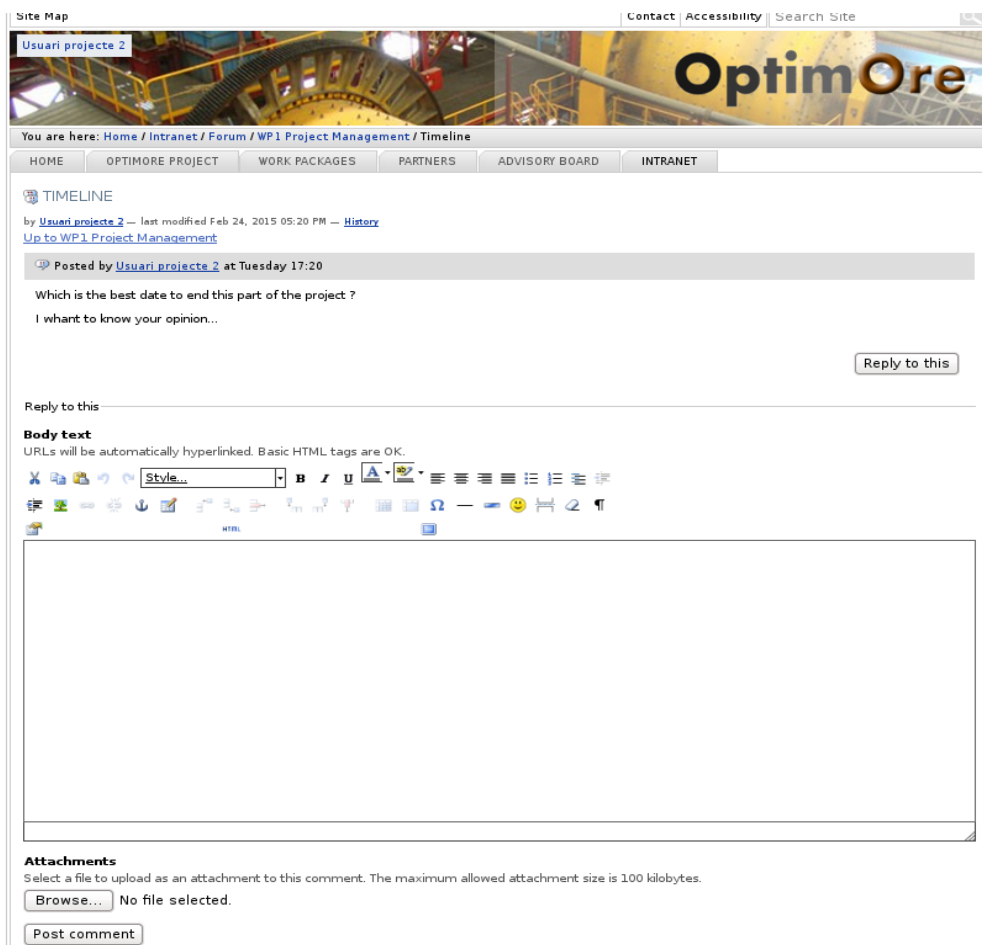 Site Map Contact Accessibility Search Site
Usuari projecte 2
OptimOre
You are here: Home / Intranet / Forum / WP1 Project Management / Timeline
HOME OPTIMORE PROJECT WORK PACKAGES PARTNERS ADVISORY BOARD INTRANET
TIMELINE
by Usuari projecte 2 — last modified Feb 24, 2015 05:20 PM — History
Up to WP1 Project Management
Posted by Usuari projecte 2 at Tuesday 17:20
Which is the best date to end this part of the project ?
I whant to know your opinion...
Reply to this
Reply to this
Body text
URLs will be automatically hyperlinked. Basic HTML tags are OK.
Style... B I U A ab
Ω ¶
HTML
Attachments
Select a file to upload as an attachment to this comment. The maximum allowed attachment size is 100 kilobytes.
Browse... No file selected.
Post comment